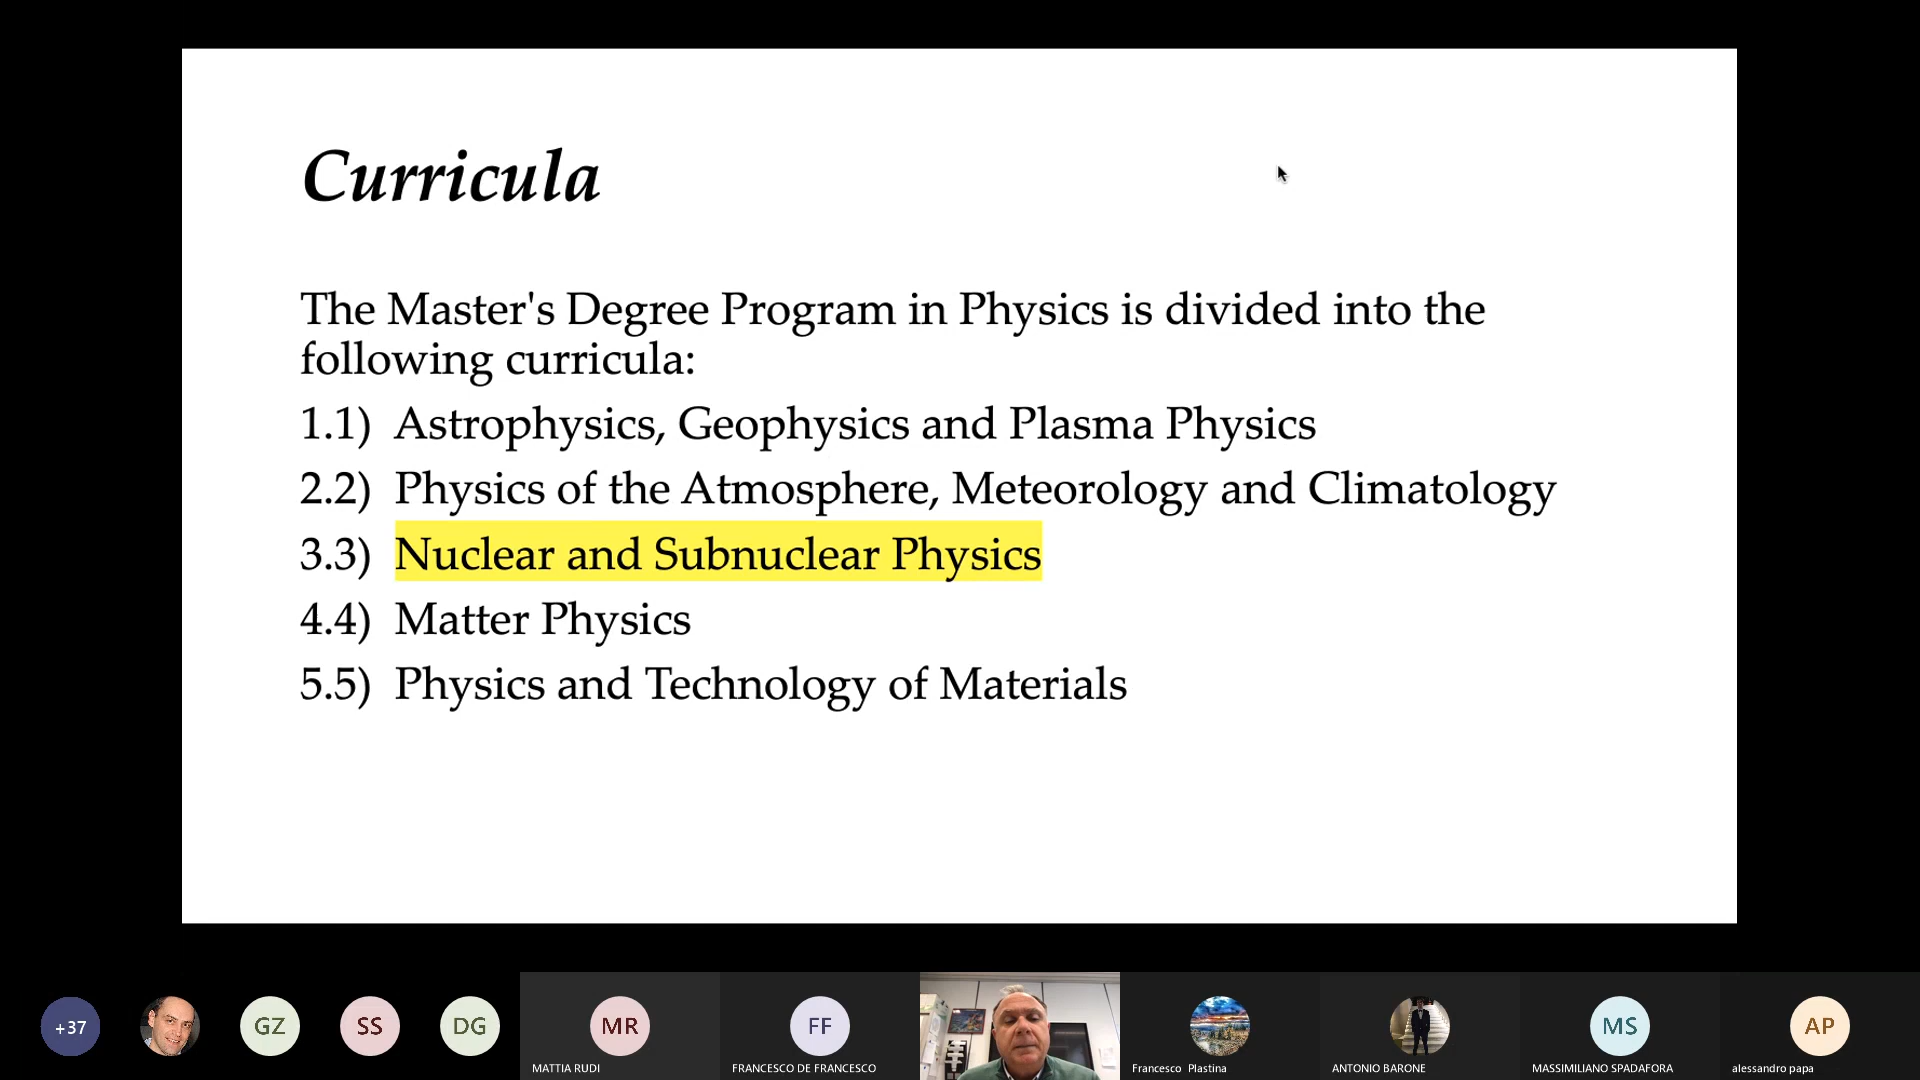 Curricula
The Master's Degree Program in Physics is divided into the
following curricula:
1.1) Astrophysics, Geophysics and Plasma Physics
2.2) Physics of the Atmosphere, Meteorology and Climatology
3.3) Nuclear and Subnuclear Physics
4.4) Matter Physics
5.5) Physics and Technology of Materials
+37
GZ
SS
DG
MR
FF
MS
AP
MATTIA RUDI
FRANCESCO DE FRANCESCO
Francesco Plastina
ANTONIO BARONE
MASSIMILIANO SPADAFORA
alessandro papa